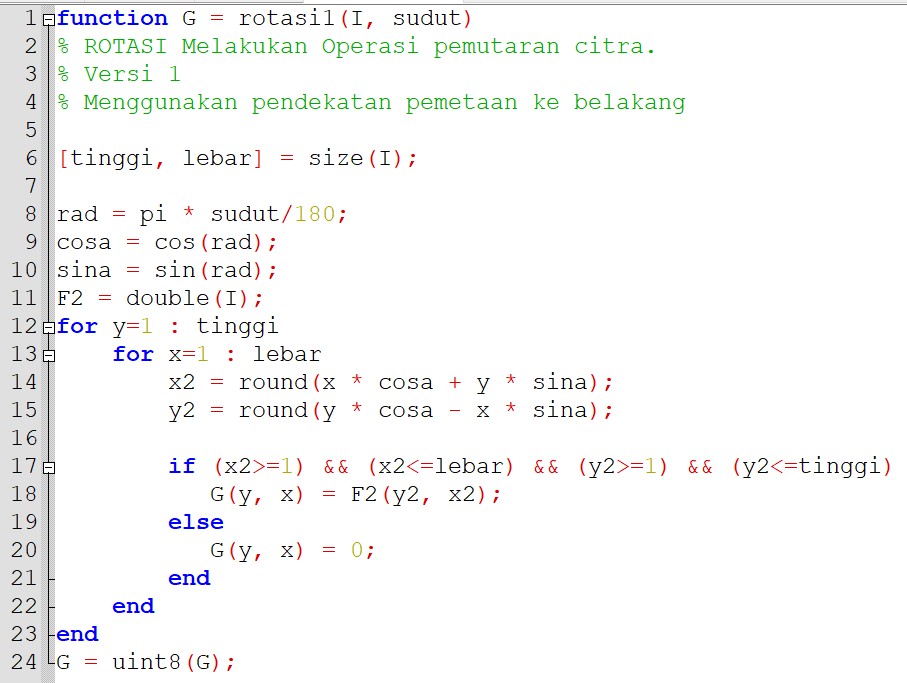 1 function G = rotasi1(I, sudut)
2 % ROTASI Melakukan Operasi pemutaran citra.
3 % Versi 1
4 % Menggunakan pendekatan pemetaan ke belakang
5
6 [tinggi, lebar] = size(I);
7
8 rad = pi * sudut/180;
9 cosa = cos(rad);
10 sina = sin(rad);
11 F2 = double(I);
12 for y=1 : tinggi
13     for x=1 : lebar
14         x2 = round(x * cosa + y * sina);
15         y2 = round(y * cosa - x * sina);
16
17         if (x2>=1) && (x2<=lebar) && (y2>=1) && (y2<=tinggi)
18            G(y, x) = F2(y2, x2);
19         else
20            G(y, x) = 0;
21         end
22     end
23 end
24 G = uint8(G);